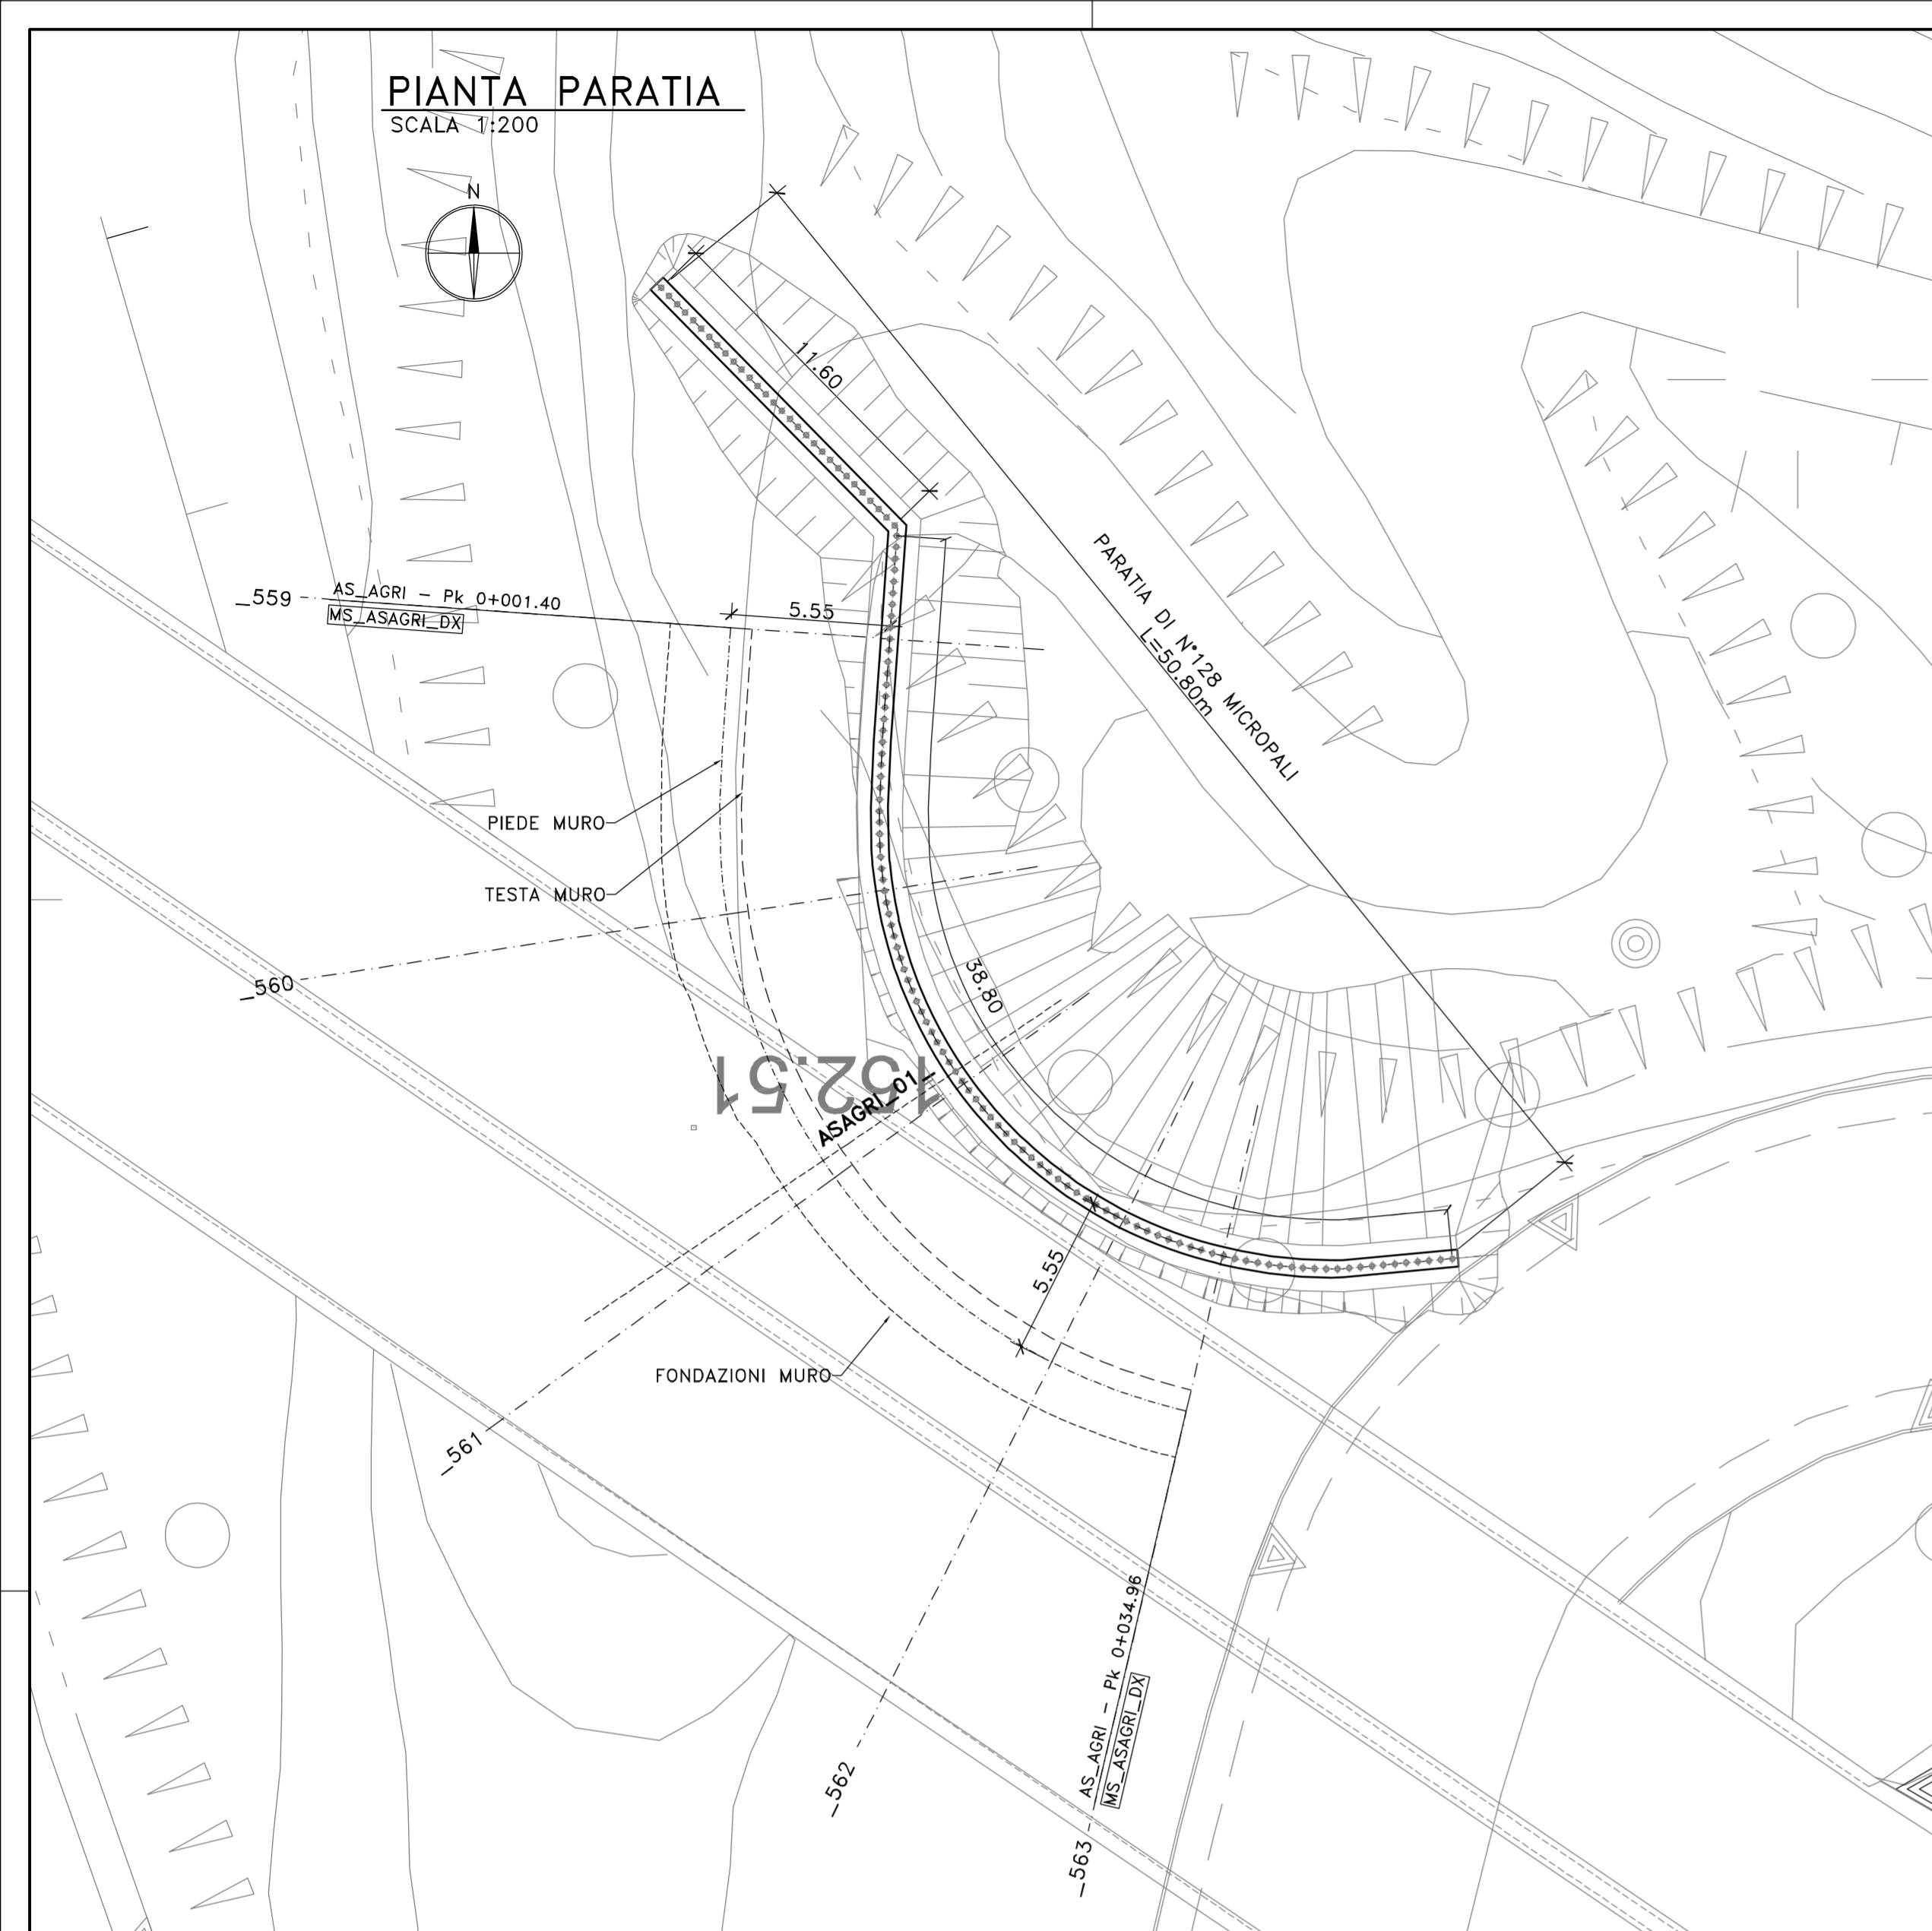 PIANTA PARATIA
SCALA 1:200
N
11.60
PARATIA DI N°128 MICROPALI
L=50.80m
_559
AS_AGRI - Pk 0+001.40
MS_ASAGRI_DX
5.55
PIEDE MURO
TESTA MURO
_560
38.80
152.51
ASAGRI_01
5.55
FONDAZIONI MURO
_561
_562
AS_AGRI - Pk 0+034.96
MS_ASAGRI_DX
_563